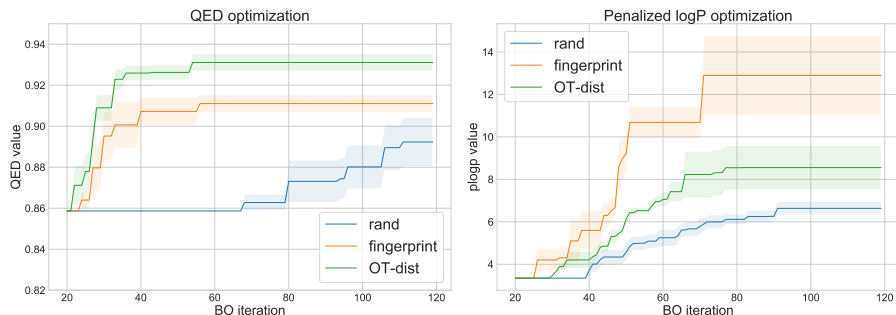 QED optimization
QED value
0.94
0.92
0.90
0.88
0.86
0.84
0.82
20
40
60
80
100
120
BO iteration
rand
fingerprint
OT-dist
Penalized logP optimization
plogp value
14
12
10
8
6
4
20
40
60
80
100
120
BO iteration
rand
fingerprint
OT-dist